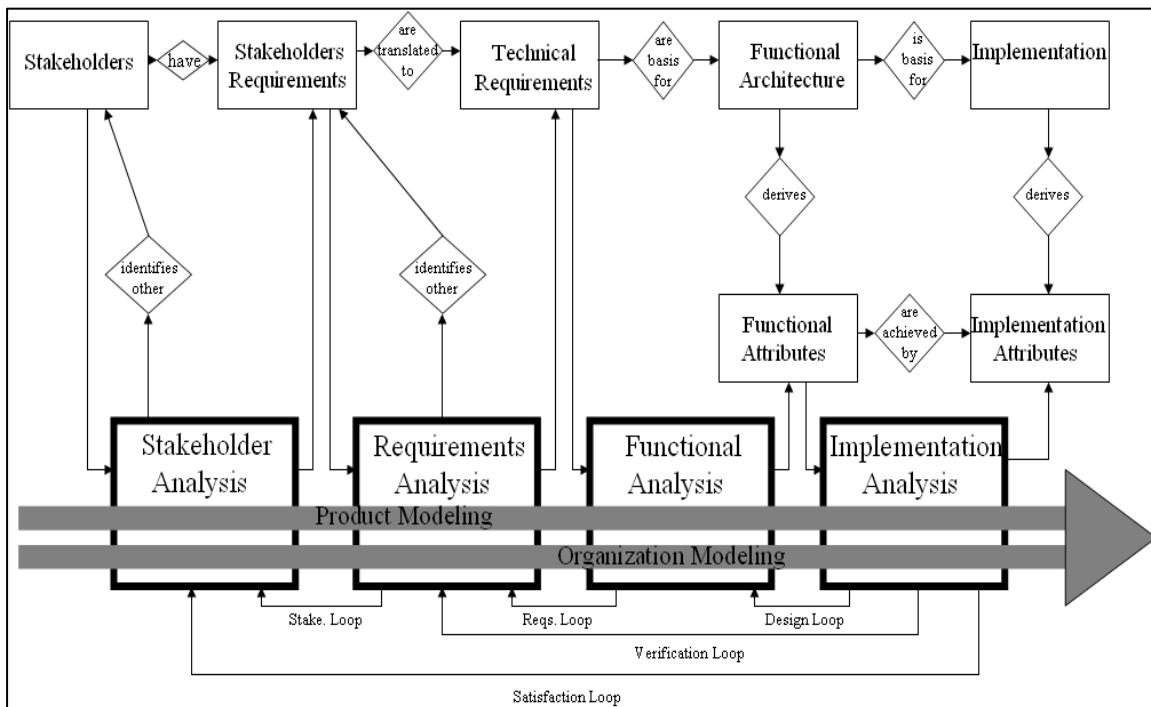 Stakeholders
have
Stakeholders
Requirements
are
translated
to
Technical
Requirements
are
basis
for
Functional
Architecture
is
basis
for
Implementation
derives
derives
identifies
other
identifies
other
Functional
Attributes
are
achieved
by
Implementation
Attributes
Stakeholder
Analysis
Requirements
Analysis
Functional
Analysis
Implementation
Analysis
Product Modeling
Organization Modeling
Stake. Loop
Reqs. Loop
Design Loop
Verification Loop
Satisfaction Loop